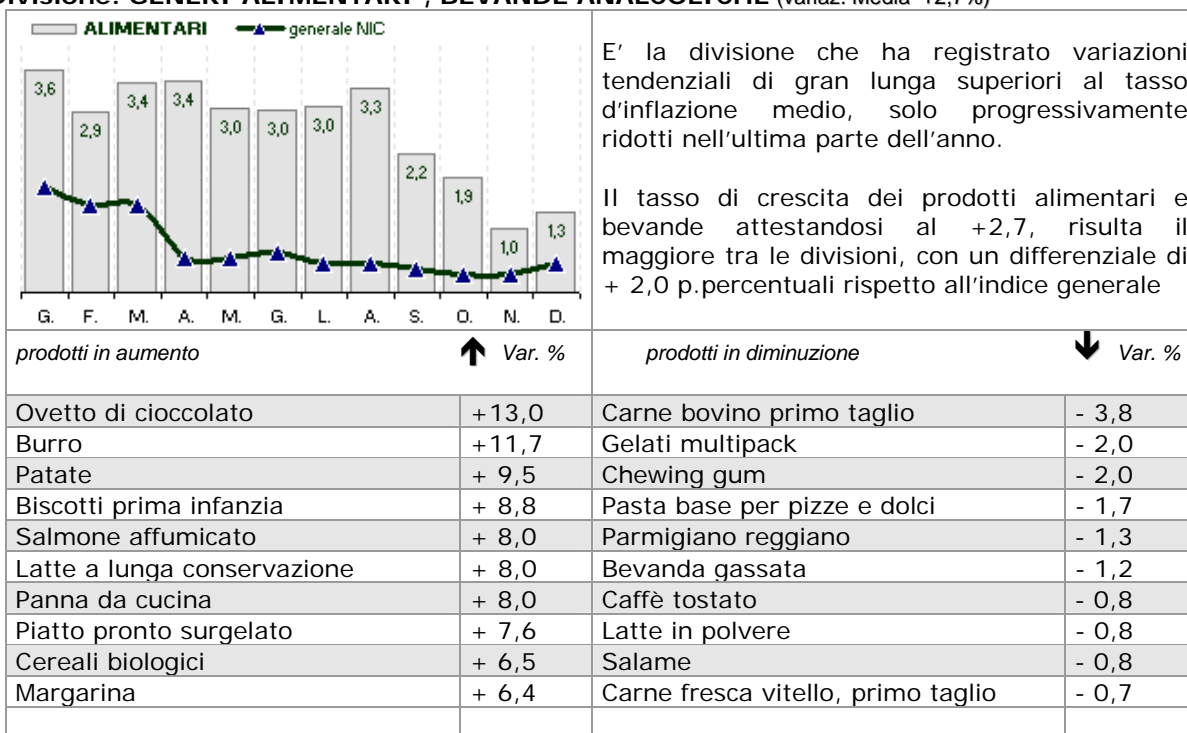 Divisione: GENERI ALIMENTARI , BEVANDE ANALCOLICHE (variaz. Media +2,7%)
ALIMENTARI generale NIC
3,6 2,9 3,4 3,4 3,0 3,0 3,0 3,3 2,2 1,9 1,0 1,3
G. F. M. A. M. G. L. A. S. O. N. D.
E' la divisione che ha registrato variazioni
tendenziali di gran lunga superiori al tasso
d'inflazione medio, solo progressivamente
ridotti nell'ultima parte dell'anno.
Il tasso di crescita dei prodotti alimentari e
bevande attestandosi al +2,7, risulta il
maggiore tra le divisioni, con un differenziale di
+ 2,0 p.percentuali rispetto all'indice generale
prodotti in aumento Var. % prodotti in diminuzione Var. %
Ovetto di cioccolato +13,0 Carne bovino primo taglio - 3,8
Burro +11,7 Gelati multipack - 2,0
Patate + 9,5 Chewing gum - 2,0
Biscotti prima infanzia + 8,8 Pasta base per pizze e dolci - 1,7
Salmone affumicato + 8,0 Parmigiano reggiano - 1,3
Latte a lunga conservazione + 8,0 Bevanda gassata - 1,2
Panna da cucina + 8,0 Caffè tostato - 0,8
Piatto pronto surgelato + 7,6 Latte in polvere - 0,8
Cereali biologici + 6,5 Salame - 0,8
Margarina + 6,4 Carne fresca vitello, primo taglio - 0,7